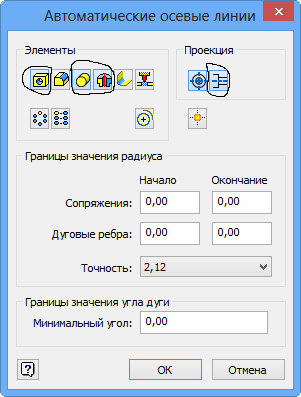 Автоматические осевые линии
Элементы
Проекция
Границы значения радиуса
Начало
Окончание
Сопряжения:
0,00
0,00
Дуговые ребра:
0,00
0,00
Точность:
2,12
Границы значения угла дуги
Минимальный угол:
0,00
OK
Отмена